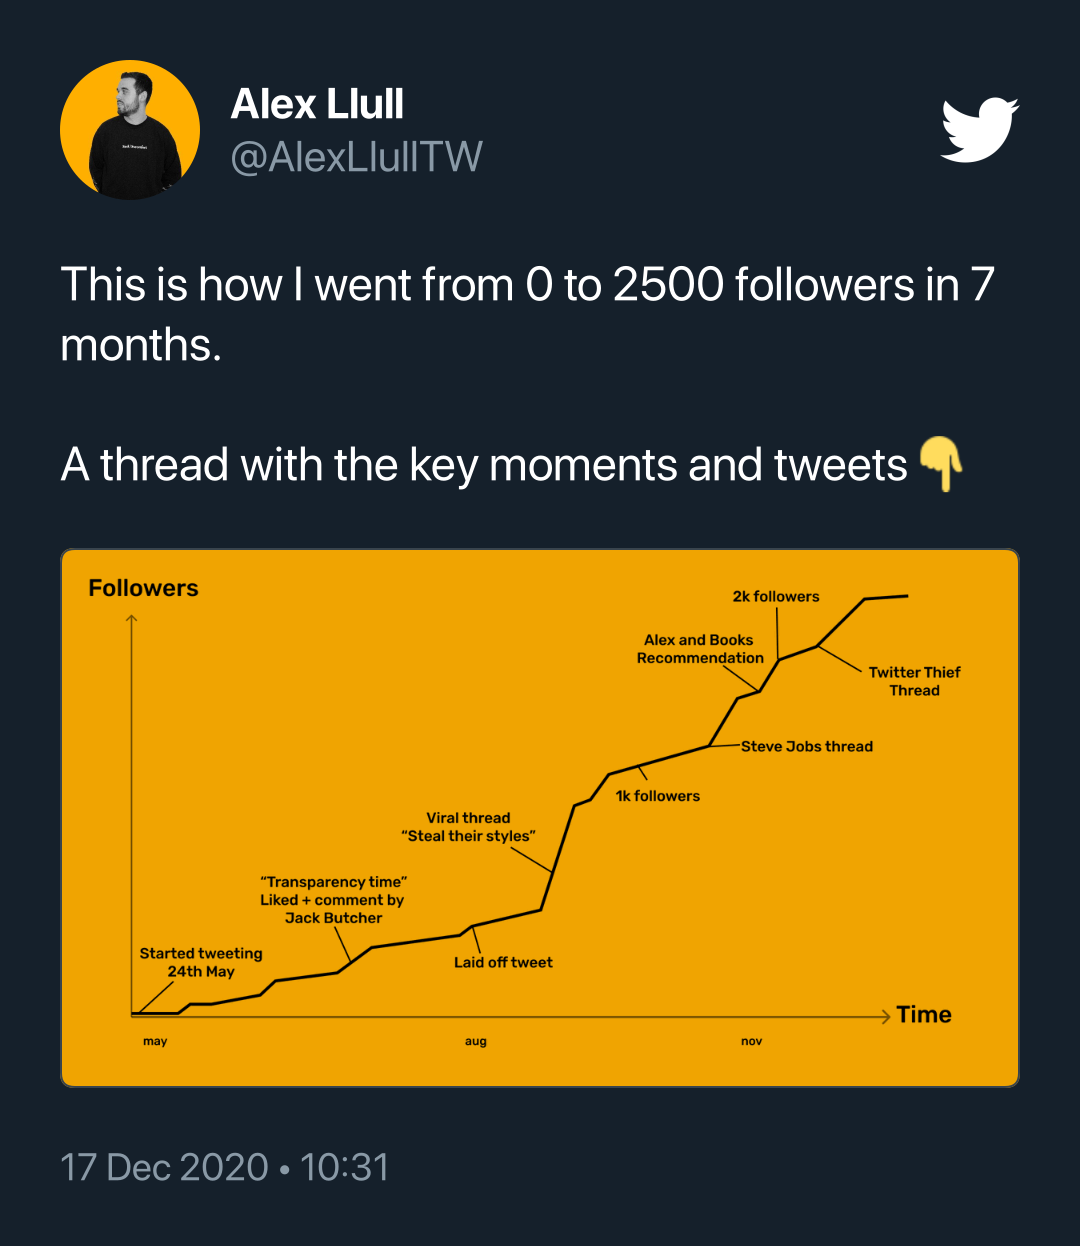 Alex Llull
@AlexLlullTW
This is how I went from 0 to 2500 followers in 7
months.
A thread with the key moments and tweets 👇
Followers
2k followers
Alex and Books
Recommendation
Twitter Thief
Thread
Steve Jobs thread
1k followers
Viral thread
“Steal their styles”
“Transparency time”
Liked + comment by
Jack Butcher
Laid off tweet
Started tweeting
24th May
Time
may
aug
nov
17 Dec 2020 • 10:31